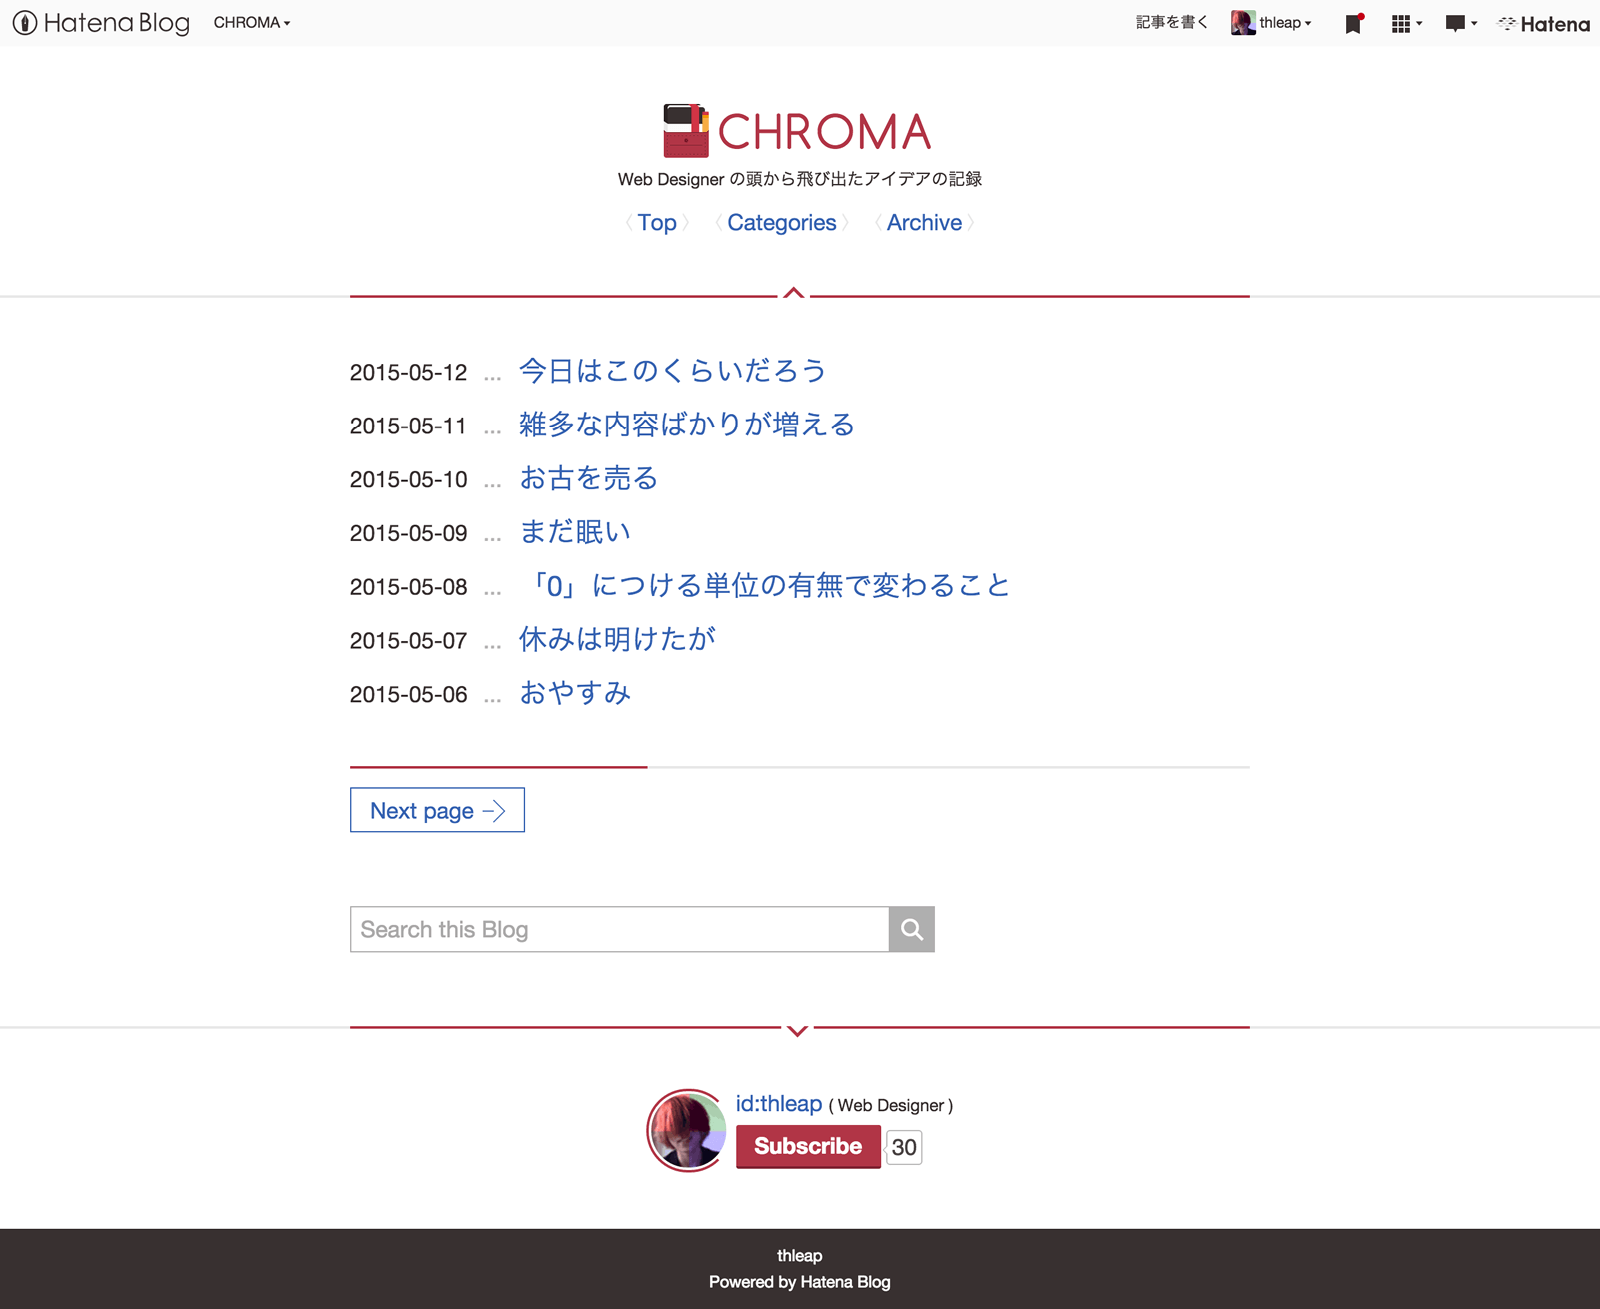 Hatena Blog CHROMA 記事を書く thleap Hatena
CHROMA
Web Designer の頭から飛び出たアイデアの記録
Top Categories Archive
2015-05-12 ... 今日はこのくらいだろう
2015-05-11 ... 雑多な内容ばかりが増える
2015-05-10 ... お古を売る
2015-05-09 ... まだ眠い
2015-05-08 ... 「0」につける単位の有無で変わること
2015-05-07 ... 休みは明けたが
2015-05-06 ... おやすみ
Next page
Search this Blog
id:thleap ( Web Designer )
Subscribe 30
thleap
Powered by Hatena Blog